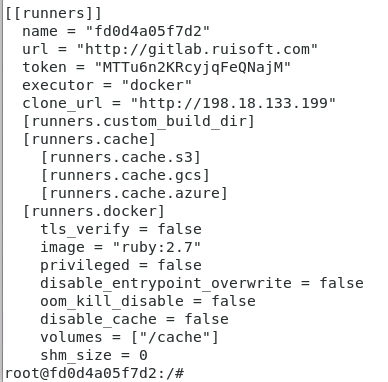 [[runners]]
  name = "fd0d4a05f7d2"
  url = "http://gitlab.ruisoft.com"
  token = "MTTu6n2KRcyjqFeQNajM"
  executor = "docker"
  clone_url = "http://198.18.133.199"
  [runners.custom_build_dir]
  [runners.cache]
    [runners.cache.s3]
    [runners.cache.gcs]
    [runners.cache.azure]
  [runners.docker]
    tls_verify = false
    image = "ruby:2.7"
    privileged = false
    disable_entrypoint_overwrite = false
    oom_kill_disable = false
    disable_cache = false
    volumes = ["/cache"]
    shm_size = 0
root@fd0d4a05f7d2:/#